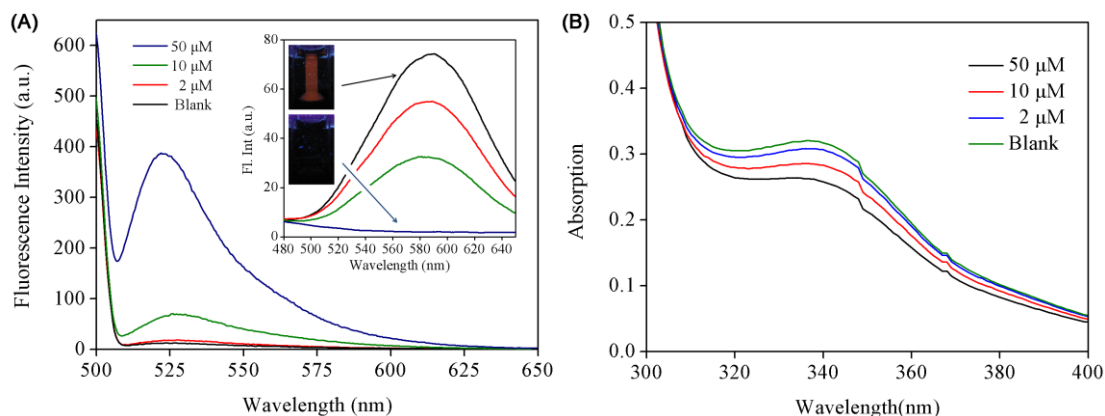 (A)
600
500
400
300
200
100
0
Fluorescence Intensity (a.u.)
50 μM
10 μM
2 μM
Blank
80
60
40
20
0
Fl. Int (a.u.)
480 500 520 540 560 580 600 620 640
Wavelength (nm)
500 525 550 575 600 625 650
Wavelength (nm)
(B)
0.5
0.4
0.3
0.2
0.1
0.0
Absorption
50 μM
10 μM
2 μM
Blank
300 320 340 360 380 400
Wavelength(nm)